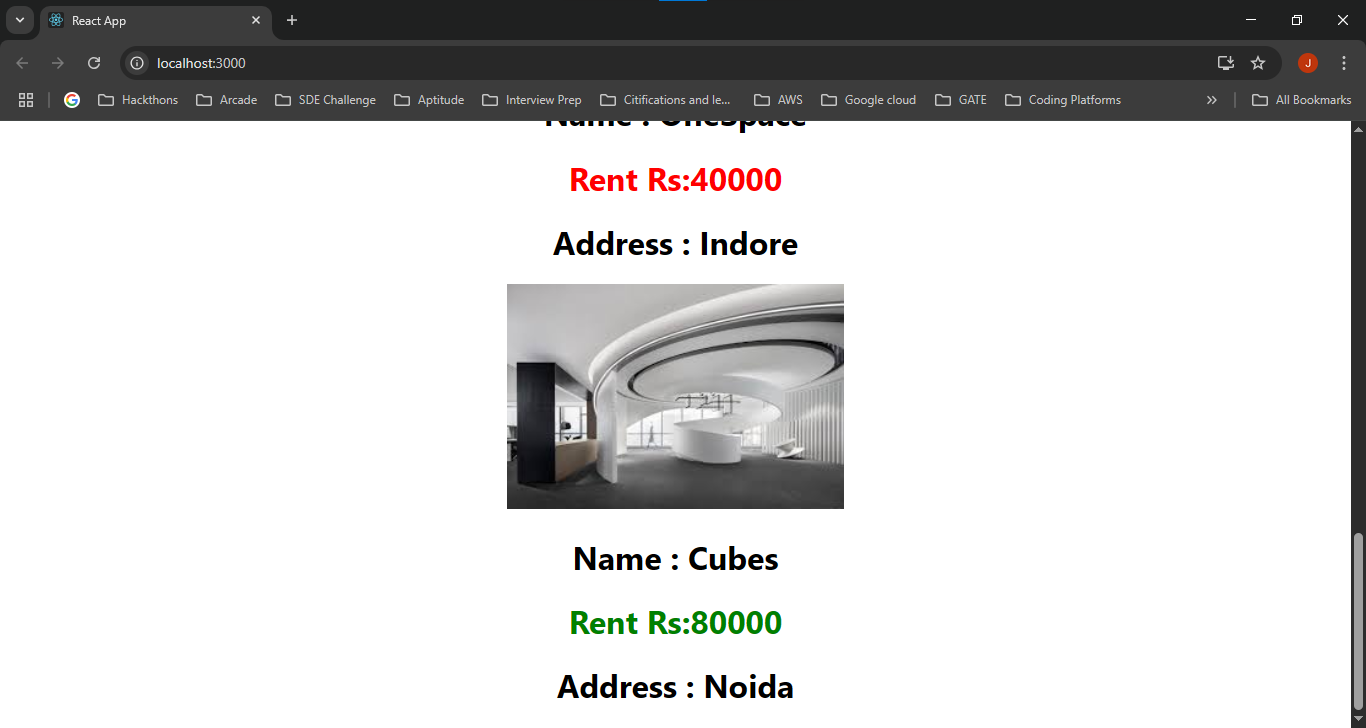 React App
localhost:3000
J
Hackthons
Arcade
SDE Challenge
Aptitude
Interview Prep
Citifications and le...
AWS
Google cloud
GATE
Coding Platforms
All Bookmarks
Name : OneSpace
Rent Rs:40000
Address : Indore
Name : Cubes
Rent Rs:80000
Address : Noida